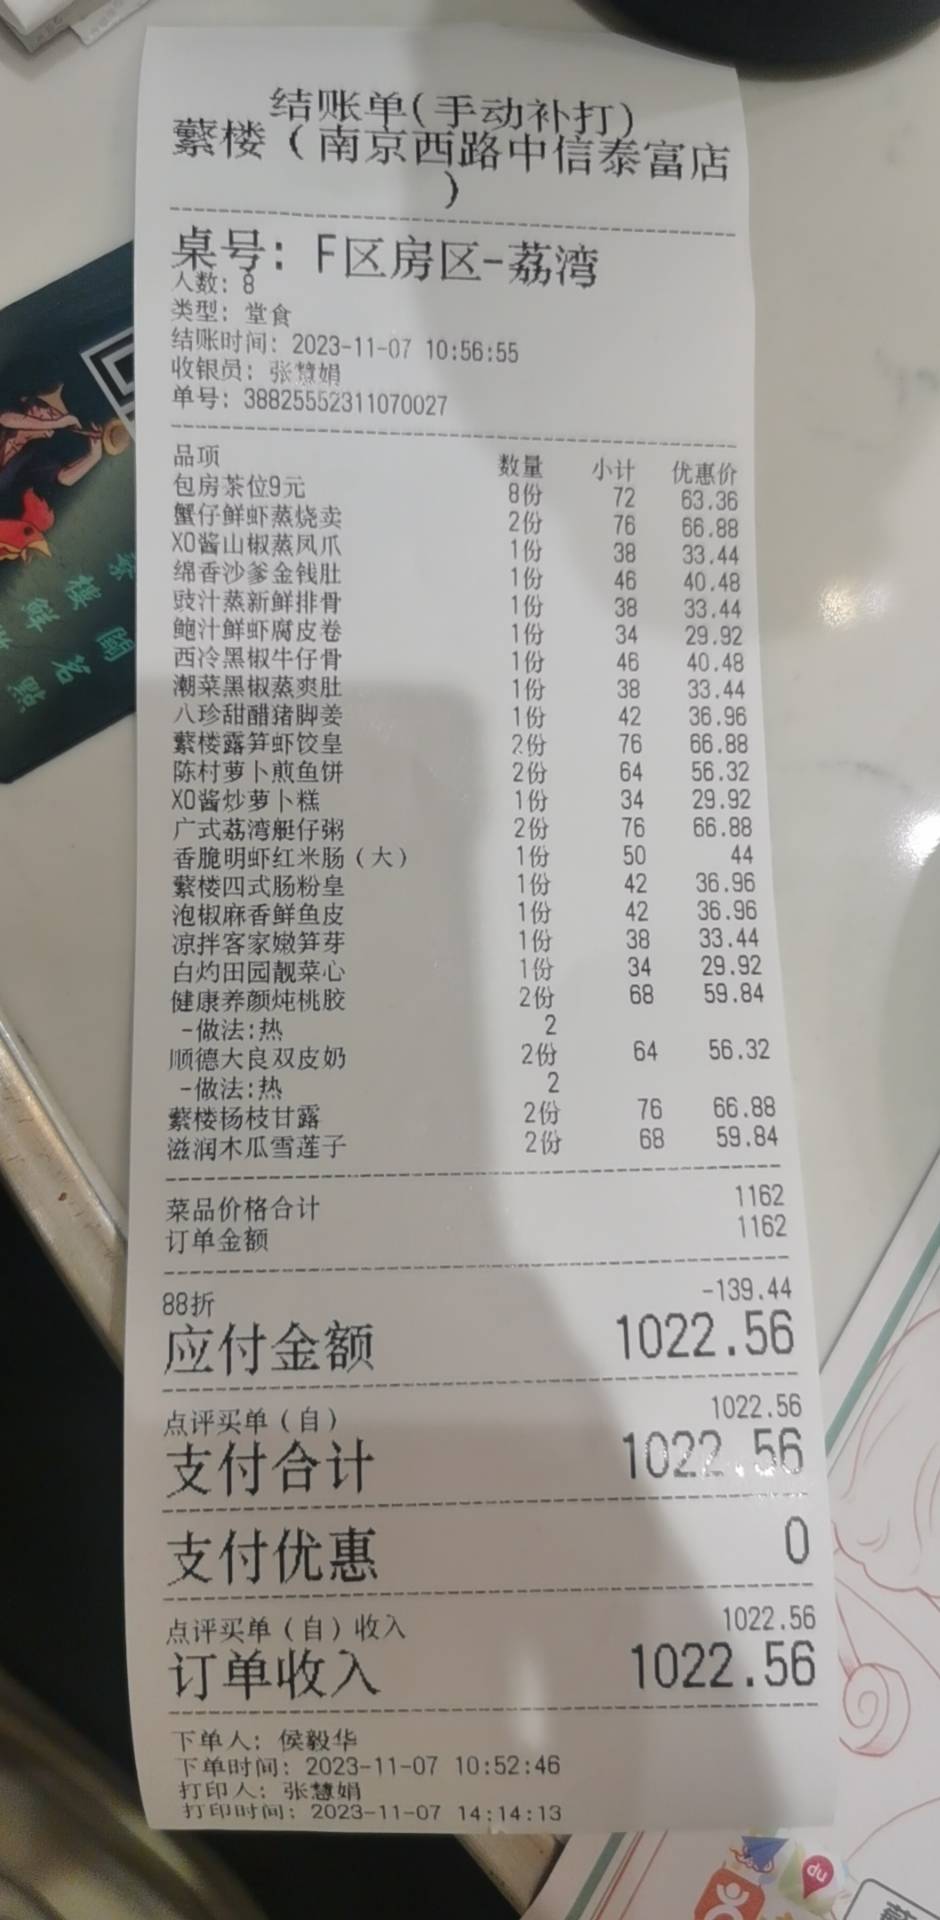 结账单(手动补打)
蘩楼（南京西路中信泰富店
）
桌号: F区房区-荔湾
人数: 8
类型: 堂食
结账时间: 2023-11-07 10:56:55
收银员: 张慧娟
单号: 38825552311070027
品项 数量 小计 优惠价
包房茶位9元 8份 72 63.36
蟹仔鲜虾蒸烧卖 2份 76 66.88
XO酱山椒蒸凤爪 1份 38 33.44
绵香沙爹金钱肚 1份 46 40.48
豉汁蒸新鲜排骨 1份 38 33.44
鲍汁鲜虾腐皮卷 1份 34 29.92
西冷黑椒牛仔骨 1份 46 40.48
潮菜黑椒蒸爽肚 1份 38 33.44
八珍甜醋猪脚姜 1份 42 36.96
蘩楼露笋虾饺皇 2份 76 66.88
陈村萝卜煎鱼饼 2份 64 56.32
XO酱炒萝卜糕 1份 34 29.92
广式荔湾艇仔粥 2份 76 66.88
香脆明虾红米肠（大） 1份 50 44
蘩楼四式肠粉皇 1份 42 36.96
泡椒麻香鲜鱼皮 1份 42 36.96
凉拌客家嫩笋芽 1份 38 33.44
白灼田园靓菜心 1份 34 29.92
健康养颜炖桃胶 2份 68 59.84
-做法:热 2
顺德大良双皮奶 2份 64 56.32
-做法:热 2
蘩楼杨枝甘露 2份 76 66.88
滋润木瓜雪莲子 2份 68 59.84
菜品价格合计 1162
订单金额 1162
88折 -139.44
应付金额 1022.56
点评买单（自） 1022.56
支付合计 1022.56
支付优惠 0
点评买单（自）收入 1022.56
订单收入 1022.56
下单人: 侯毅华
下单时间: 2023-11-07 10:52:46
打印人: 张慧娟
打印时间: 2023-11-07 14:14:13